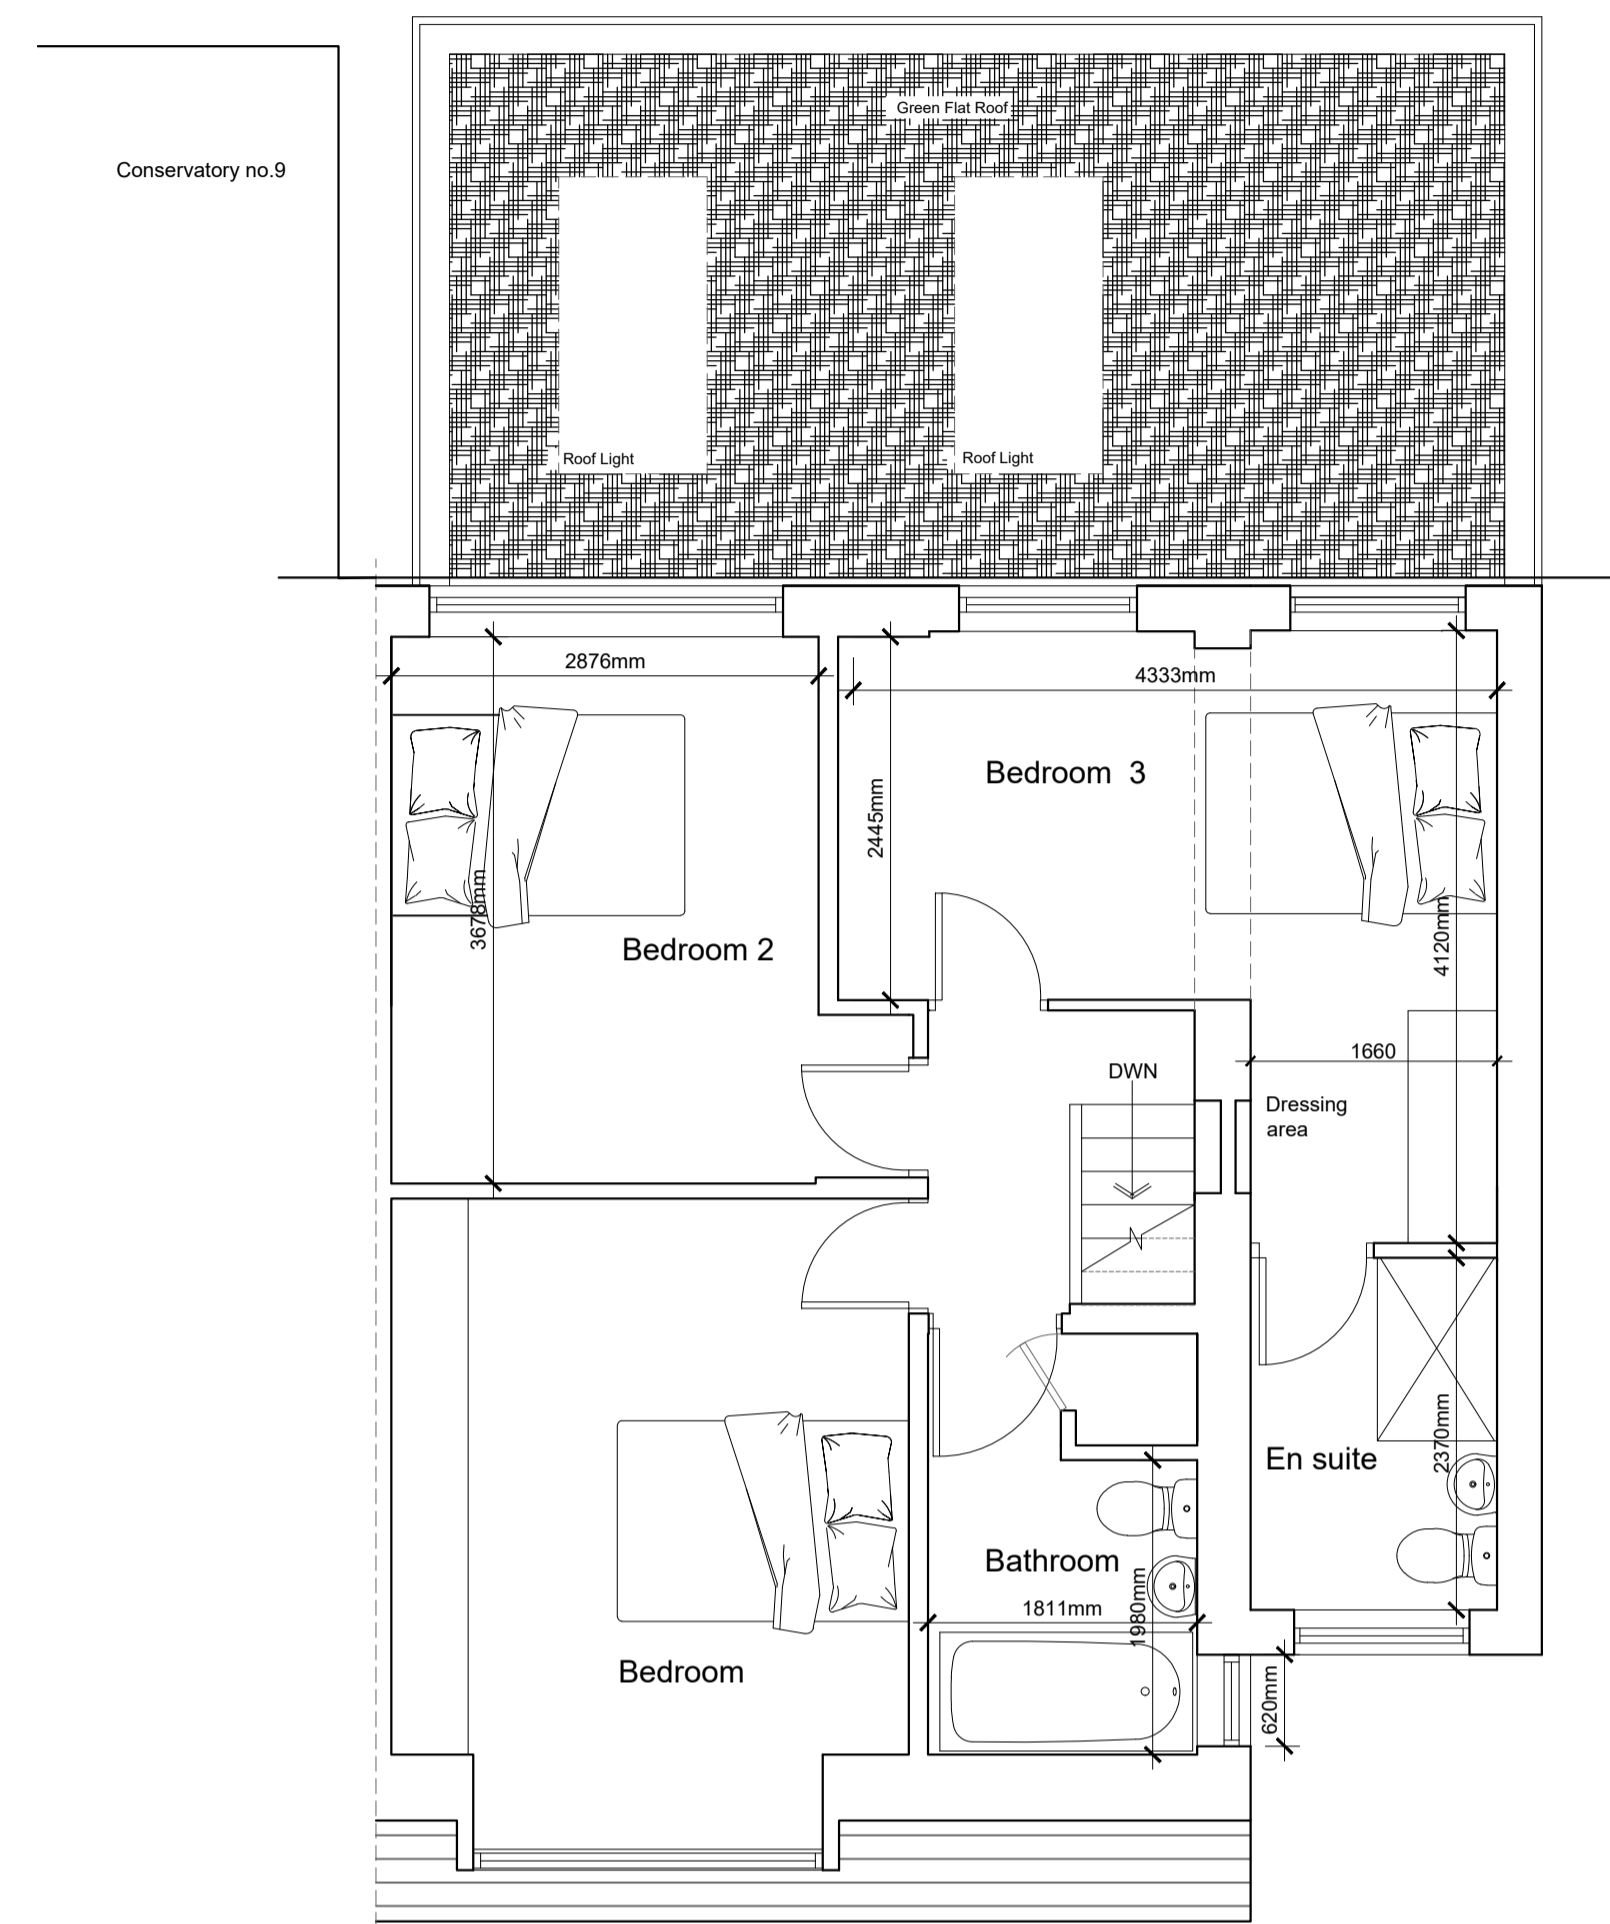 Green Flat Roof
Conservatory no.9
Roof Light
Roof Light
2876mm
4333mm
Bedroom 3
2445mm
3678mm
4120mm
Bedroom 2
1660
DWN
Dressing
area
2370mm
En suite
Bathroom
1811mm
1980mm
Bedroom
620mm